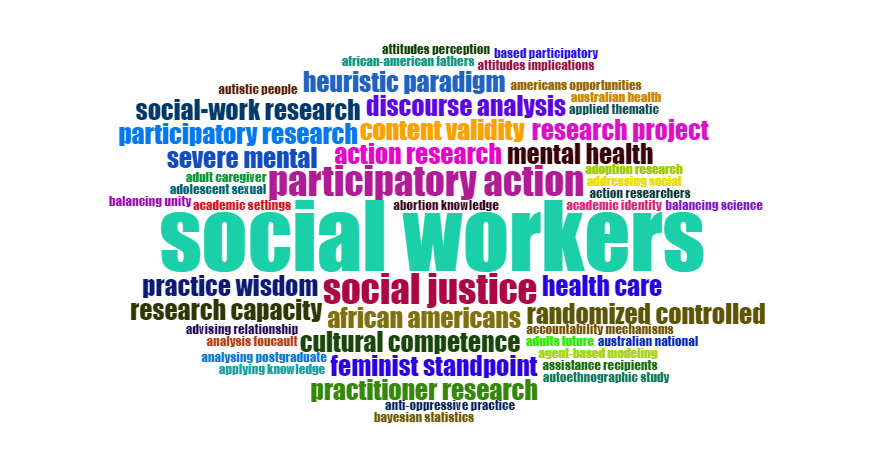 attitudes perception
based participatory
african-american fathers
attitudes implications
autistic people
heuristic paradigm
americans opportunities
australian health
social-work research
discourse analysis
applied thematic
participatory research
content validity
research project
severe mental
action research
mental health
adoption research
adult caregiver
participatory action
addressing social
adolescent sexual
action researchers
balancing unity
academic settings
abortion knowledge
academic identity
balancing science
social workers
practice wisdom
social justice
health care
research capacity
african americans
randomized controlled
advising relationship
accountability mechanisms
analysis foucault
cultural competence
adults future
australian national
analysing postgraduate
feminist standpoint
agent-based modeling
applying knowledge
assistance recipients
autoethnographic study
practitioner research
anti-oppressive practice
bayesian statistics